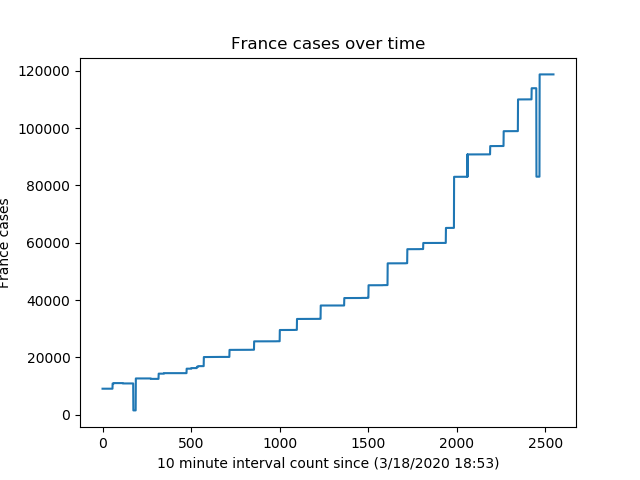 France cases over time
120000
100000
80000
60000
40000
20000
0
France cases
0 500 1000 1500 2000 2500
10 minute interval count since (3/18/2020 18:53)